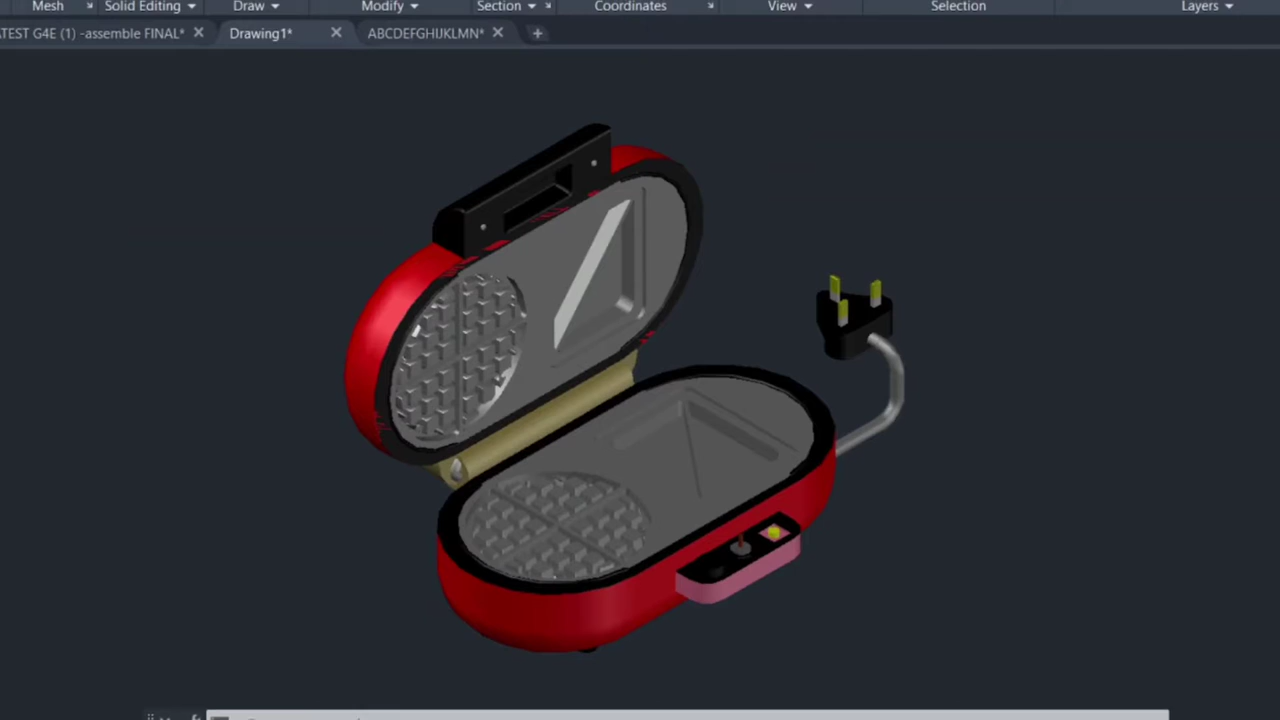 Mesh Solid Editing Draw Modify Section Coordinates View Selection Layers
TEST G4E (1) -assemble FINAL* Drawing1* ABCDEFGHIJKLMN*